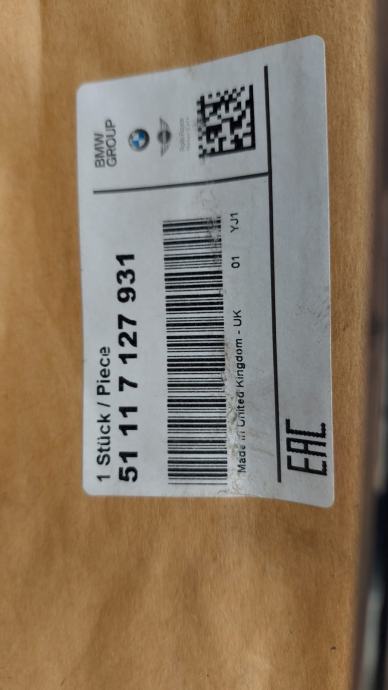 BMW
GROUP
1 Stück / Piece
51 11 7 127 931
Made in United Kingdom - UK 01 YJ1
EAC